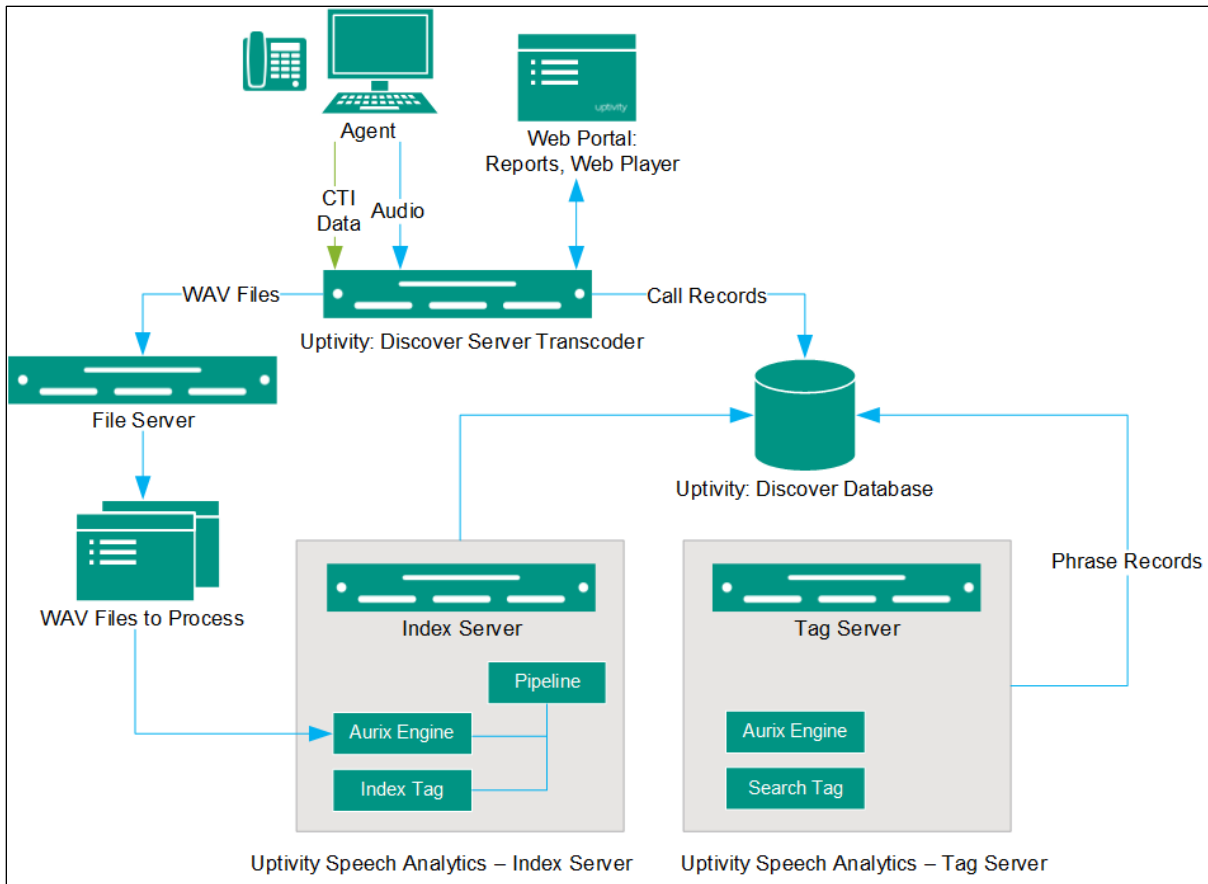 uptivity
Agent
Web Portal:
Reports, Web Player
CTI
Data
Audio
WAV Files
Call Records
Uptivity: Discover Server Transcoder
File Server
Uptivity: Discover Database
WAV Files to Process
Index Server
Tag Server
Phrase Records
Pipeline
Aurix Engine
Index Tag
Aurix Engine
Search Tag
Uptivity Speech Analytics – Index Server
Uptivity Speech Analytics – Tag Server